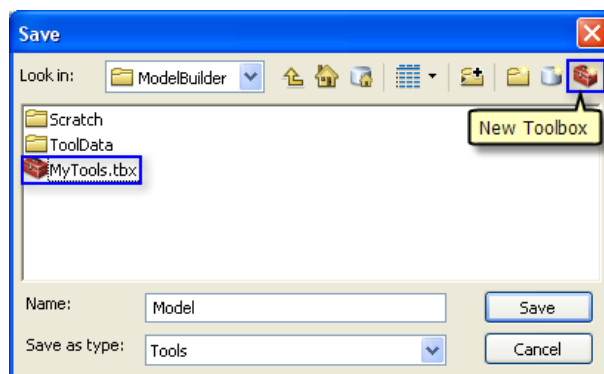 Save
Look in: ModelBuilder
New Toolbox
Scratch
ToolData
MyTools.tbx
Name: Model Save
Save as type: Tools Cancel